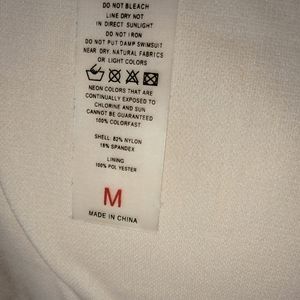 DO NOT BLEACH
LINE DRY NOT
IN DIRECT SUNLIGHT
DO NOT IRON
DO NOT PUT DAMP SWIMSUIT
NEAR DRY. NATURAL FABRICS
OR LIGHT COLORS
NEON COLORS THAT ARE
CONTINUALLY EXPOSED TO
CHLORINE AND SUN
CANNOT BE GUARANTEED
100% COLORFAST.
SHELL: 82% NYLON
18% SPANDEX
LINING
100% POLYESTER
M
MADE IN CHINA